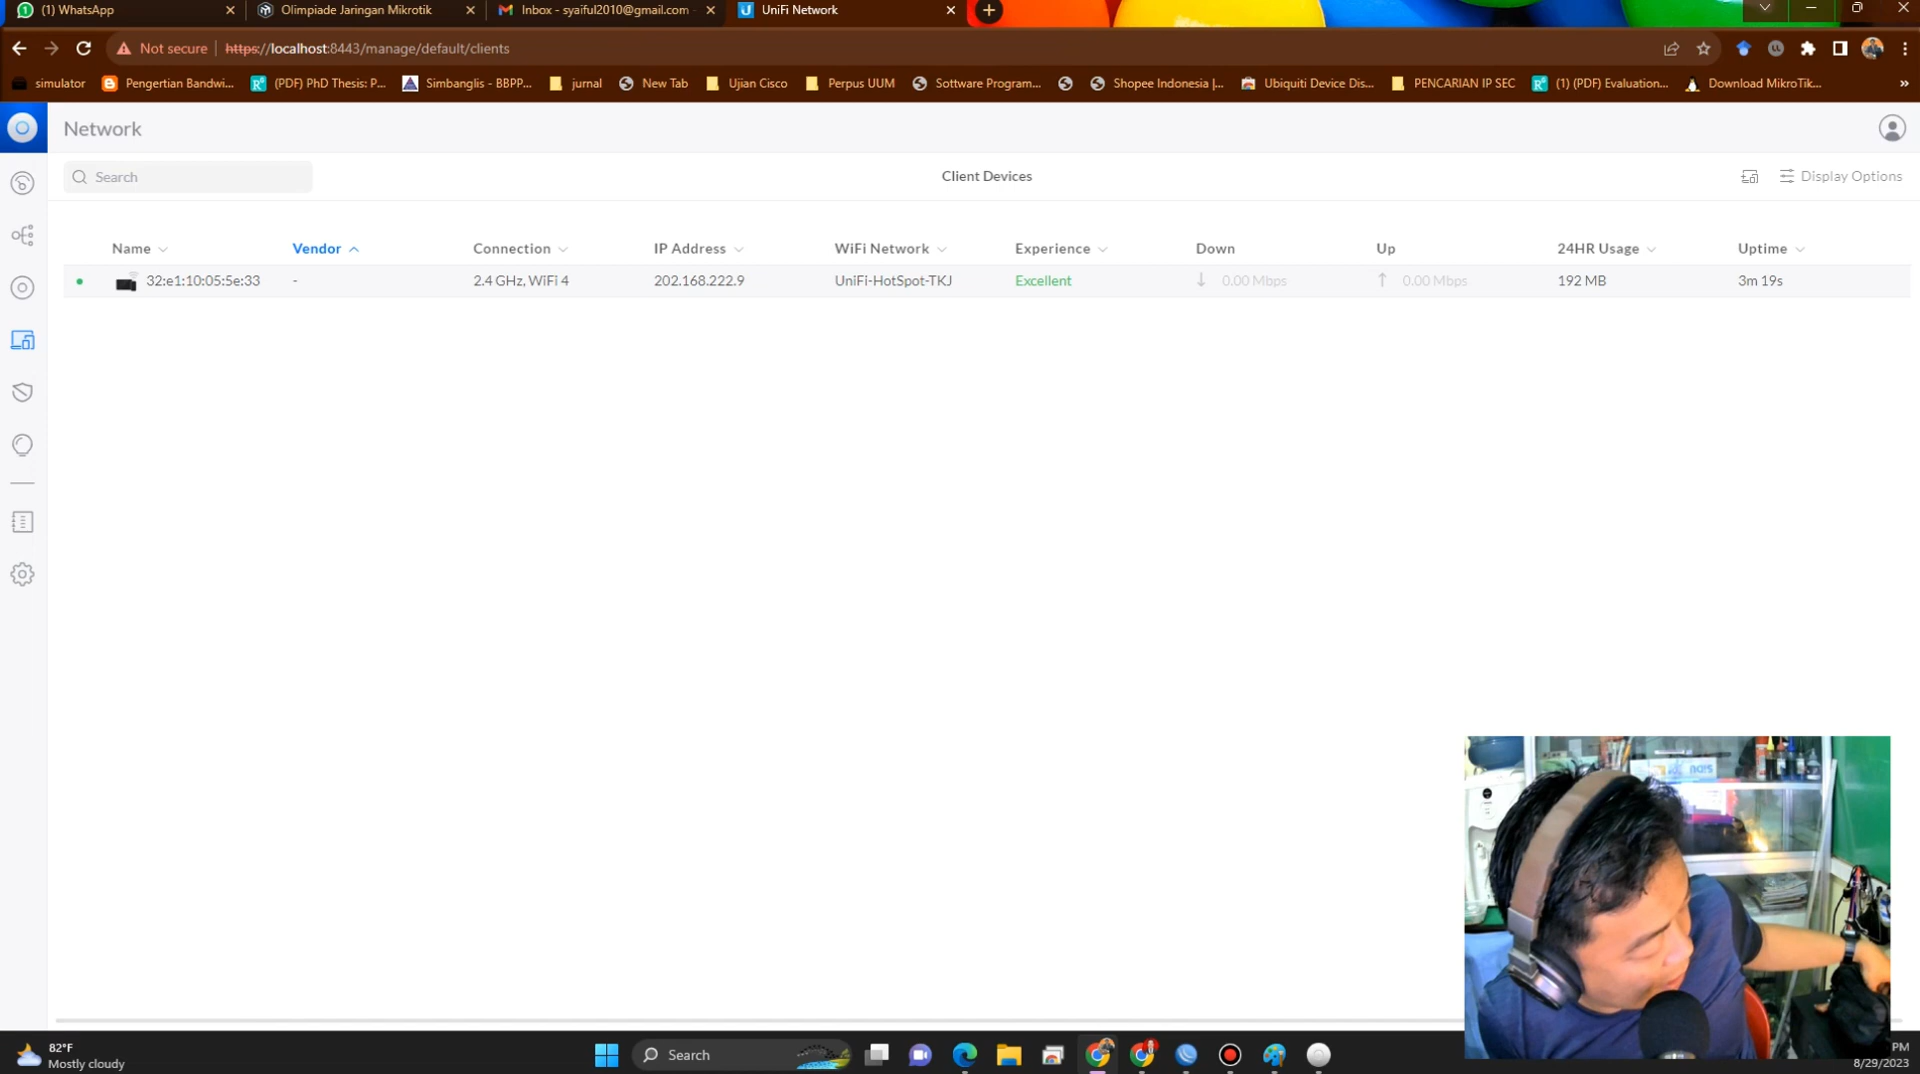 (1) WhatsApp
Olimpiade Jaringan Mikrotik
Inbox - syaiful2010@gmail.com -
UniFi Network
Not secure
https://localhost:8443/manage/default/clients
simulator
Pengertian Bandwi...
(PDF) PhD Thesis: P...
Simbanglis - BBPP...
jurnal
New Tab
Ujian Cisco
Perpus UUM
Sottware Program...
Shopee Indonesia |...
Ubiquiti Device Dis...
PENCARIAN IP SEC
(1) (PDF) Evaluation...
Download MikroTik...
»
Network
Search
Client Devices
Display Options
Name Vendor Connection IP Address WiFi Network Experience Down Up 24HR Usage Uptime
32:e1:10:05:5e:33 - 2.4 GHz, WiFi 4 202.168.222.9 UniFi-HotSpot-TKJ Excellent 0.00 Mbps 0.00 Mbps 192 MB 3m 19s
82°F
Mostly cloudy
Search
PM
8/29/2023